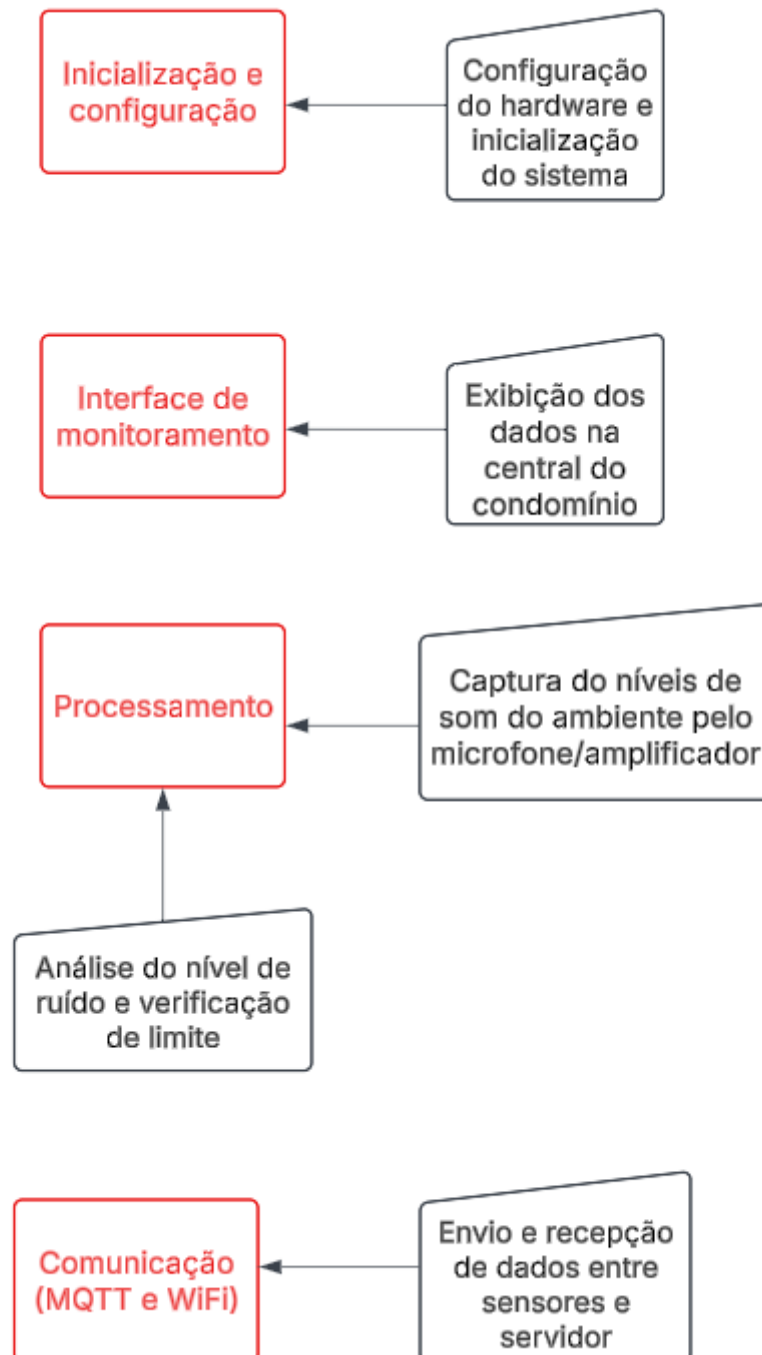 Inicialização e
configuração
Configuração
do hardware e
inicialização
do sistema
Interface de
monitoramento
Exibição dos
dados na
central do
condomínio
Processamento
Captura do níveis de
som do ambiente pelo
microfone/amplificador
Análise do nível de
ruído e verificação
de limite
Comunicação
(MQTT e WiFi)
Envio e recepção
de dados entre
sensores e
servidor